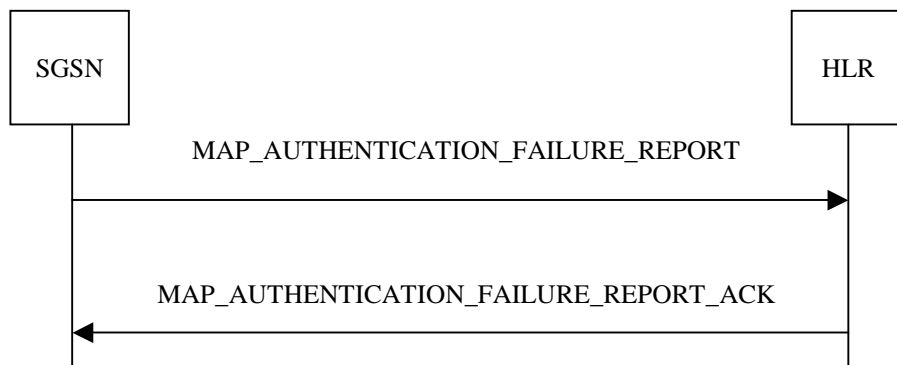 SGSN
HLR
MAP_AUTHENTICATION_FAILURE_REPORT
MAP_AUTHENTICATION_FAILURE_REPORT_ACK